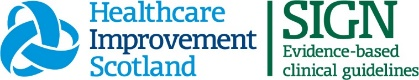 Healthcare
Improvement
Scotland
SIGN
Evidence-based
clinical guidelines